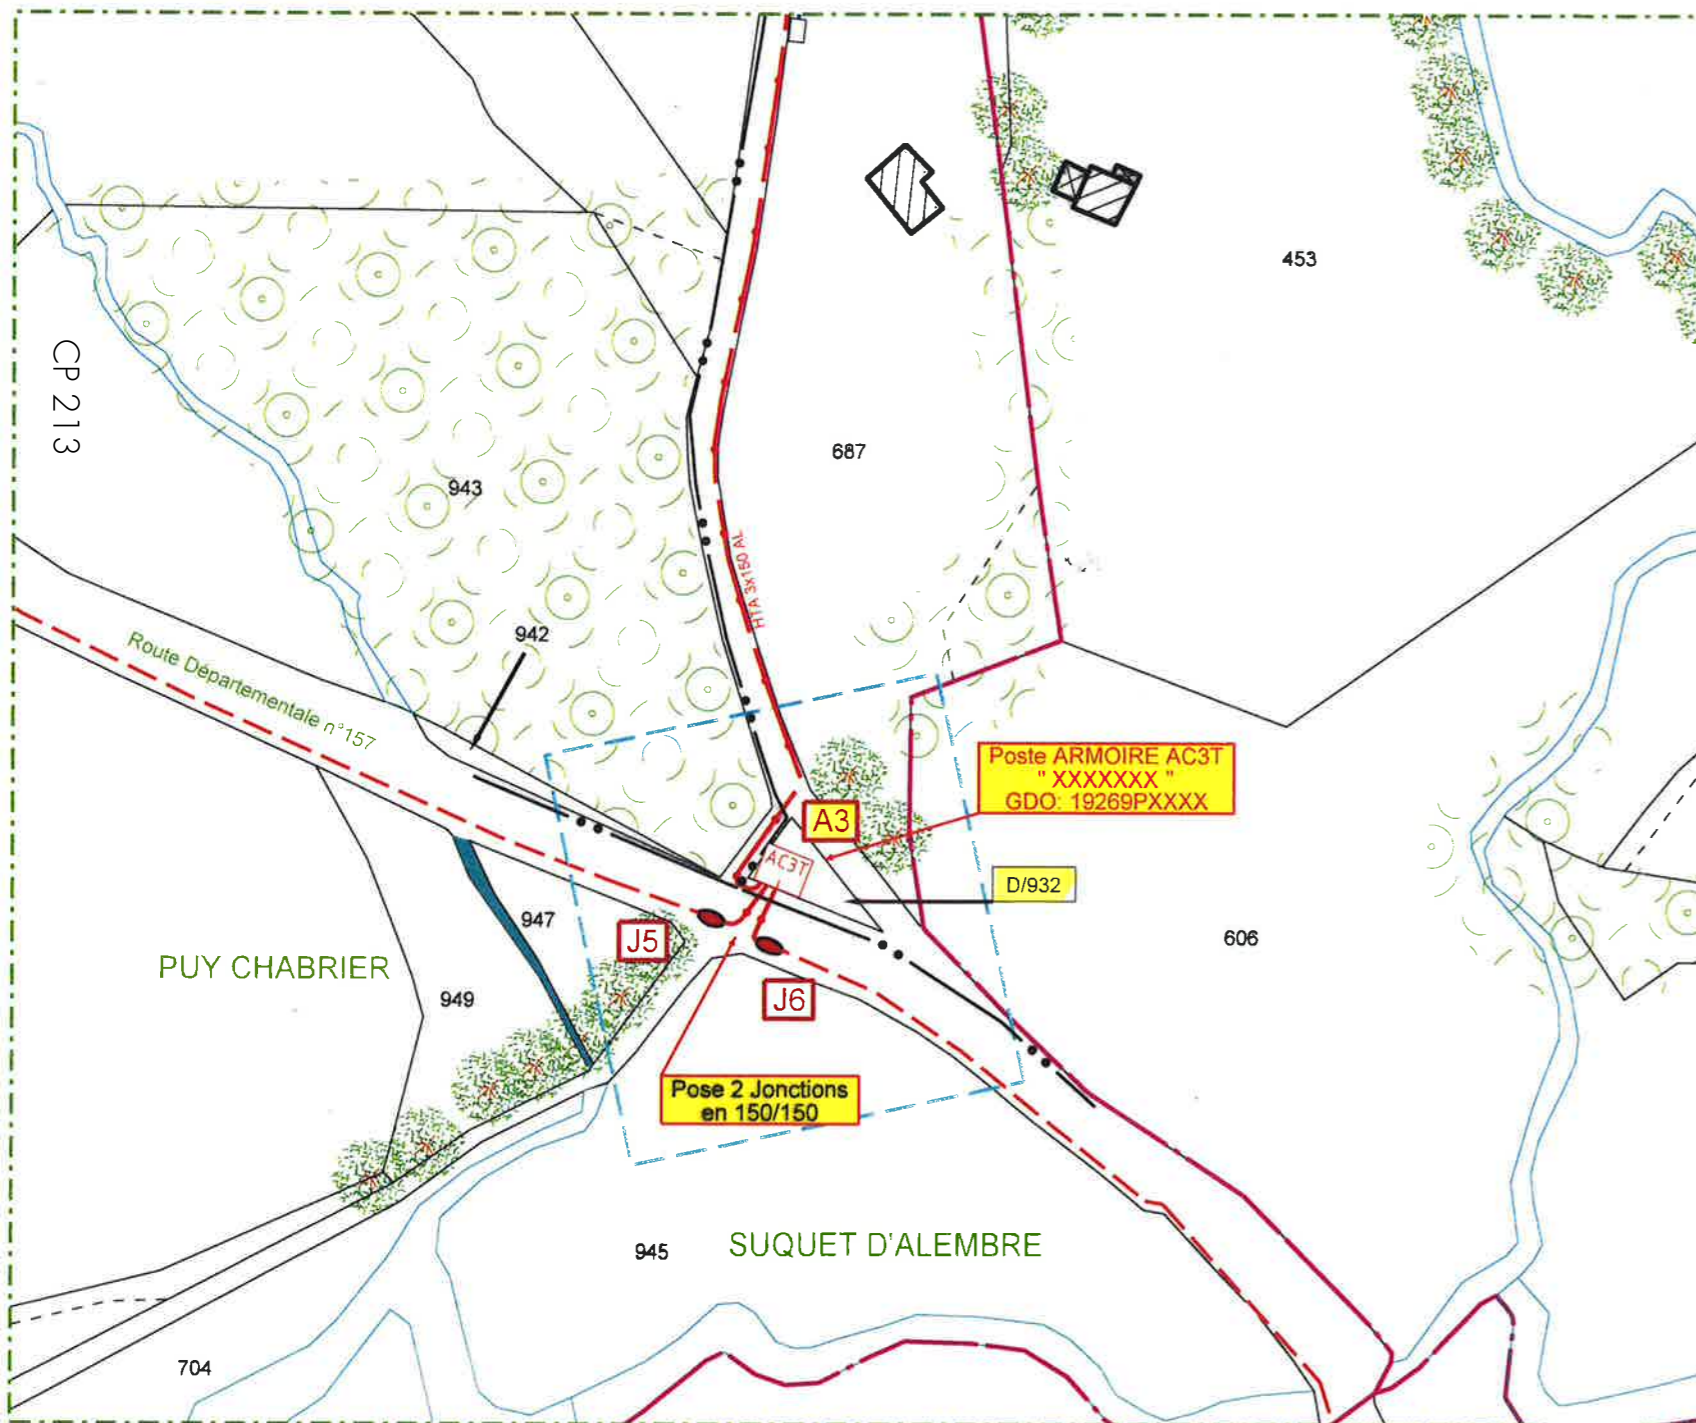 453
CP 213
687
943
HTA 3x150 AL
942
Route Départementale n°157
Poste ARMOIRE AC3T
" XXXXXXX "
GDO: 19269PXXXX
A3
AC3T
D/932
947
J5
606
PUY CHABRIER
949
J6
Pose 2 Jonctions
en 150/150
945
SUQUET D'ALEMBRE
704